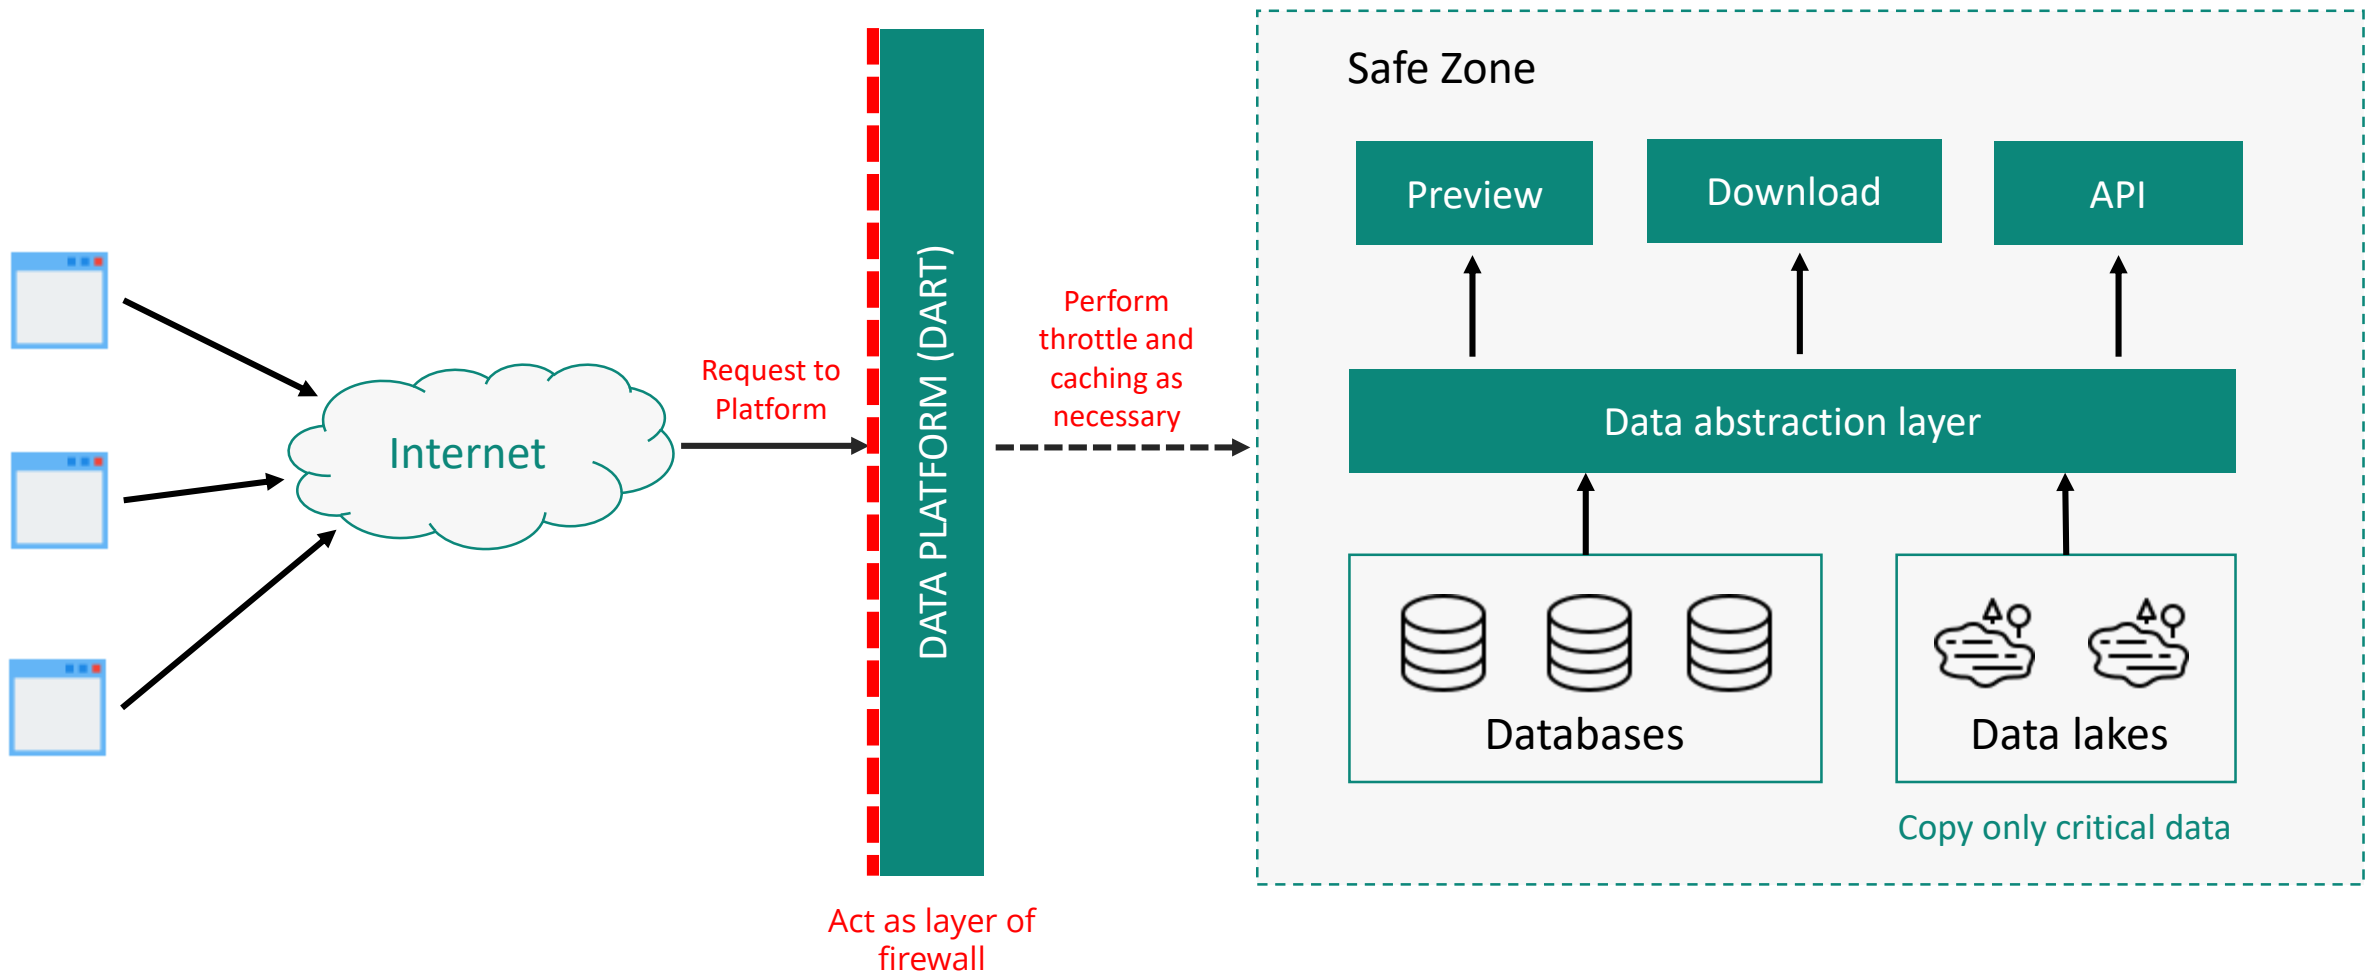 Safe Zone
Preview
Download
API
Internet
Request to
Platform
DATA PLATFORM (DART)
Perform
throttle and
caching as
necessary
Data abstraction layer
Databases
Data lakes
Copy only critical data
Act as layer of
firewall